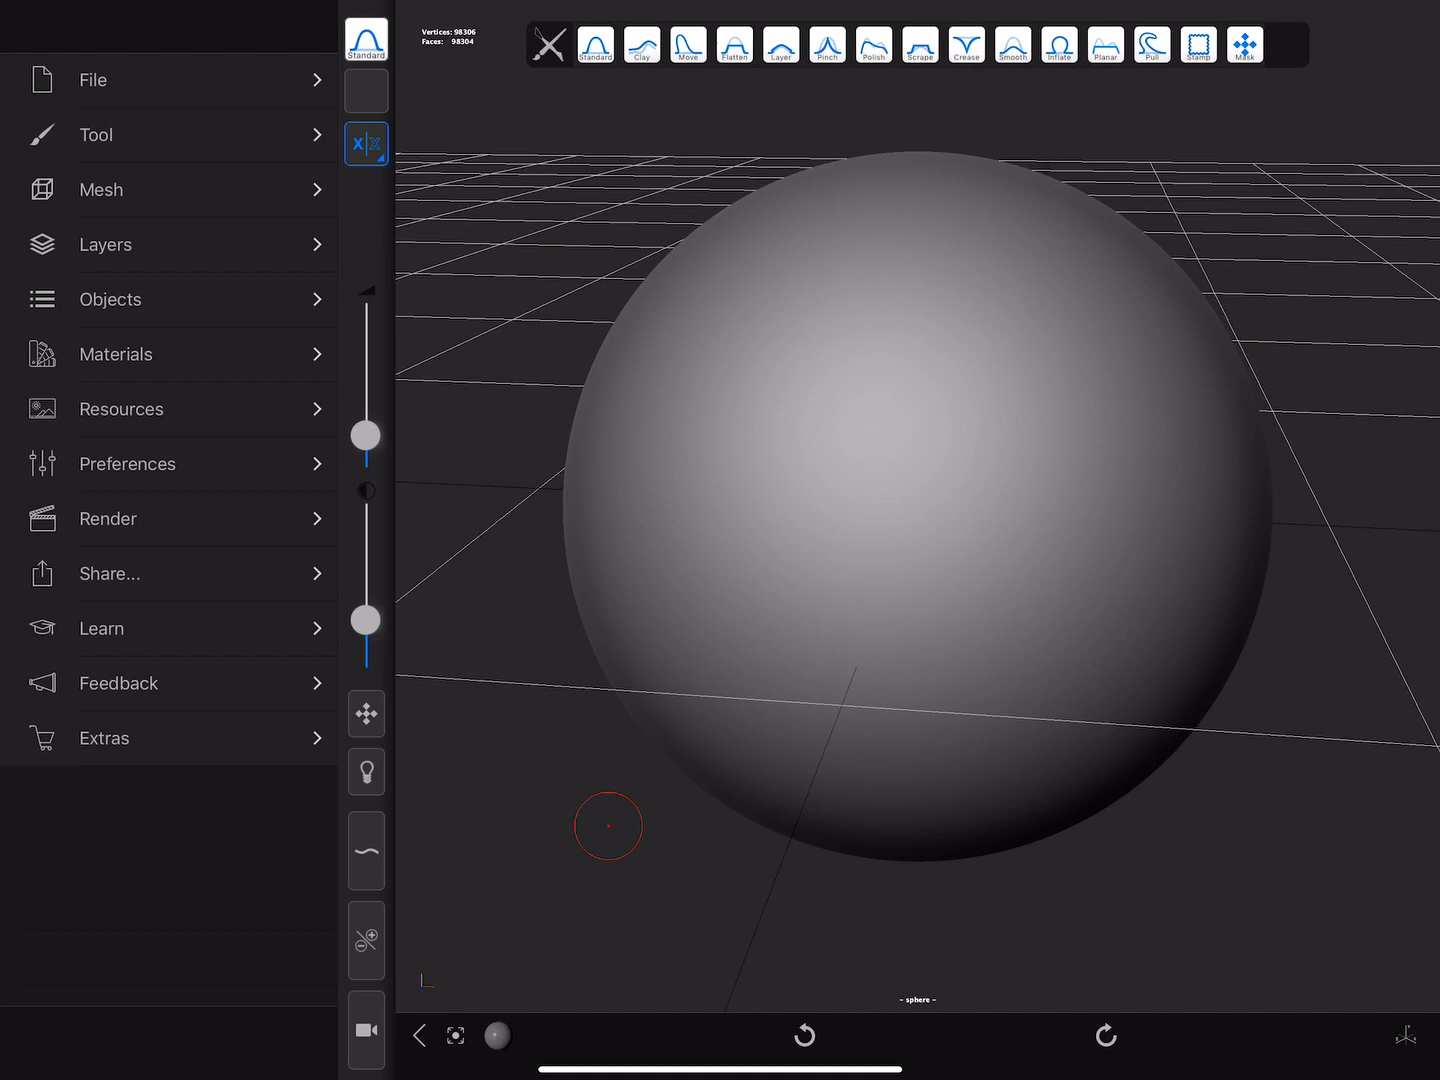 File
Tool
Mesh
Layers
Objects
Materials
Resources
Preferences
Render
Share...
Learn
Feedback
Extras
Standard
X|X
Vertices: 98306
Faces: 98304
Standard
Clay
Move
Flatten
Layer
Pinch
Polish
Scrape
Crease
Smooth
Inflate
Planar
Pull
Stamp
Mask
- sphere -